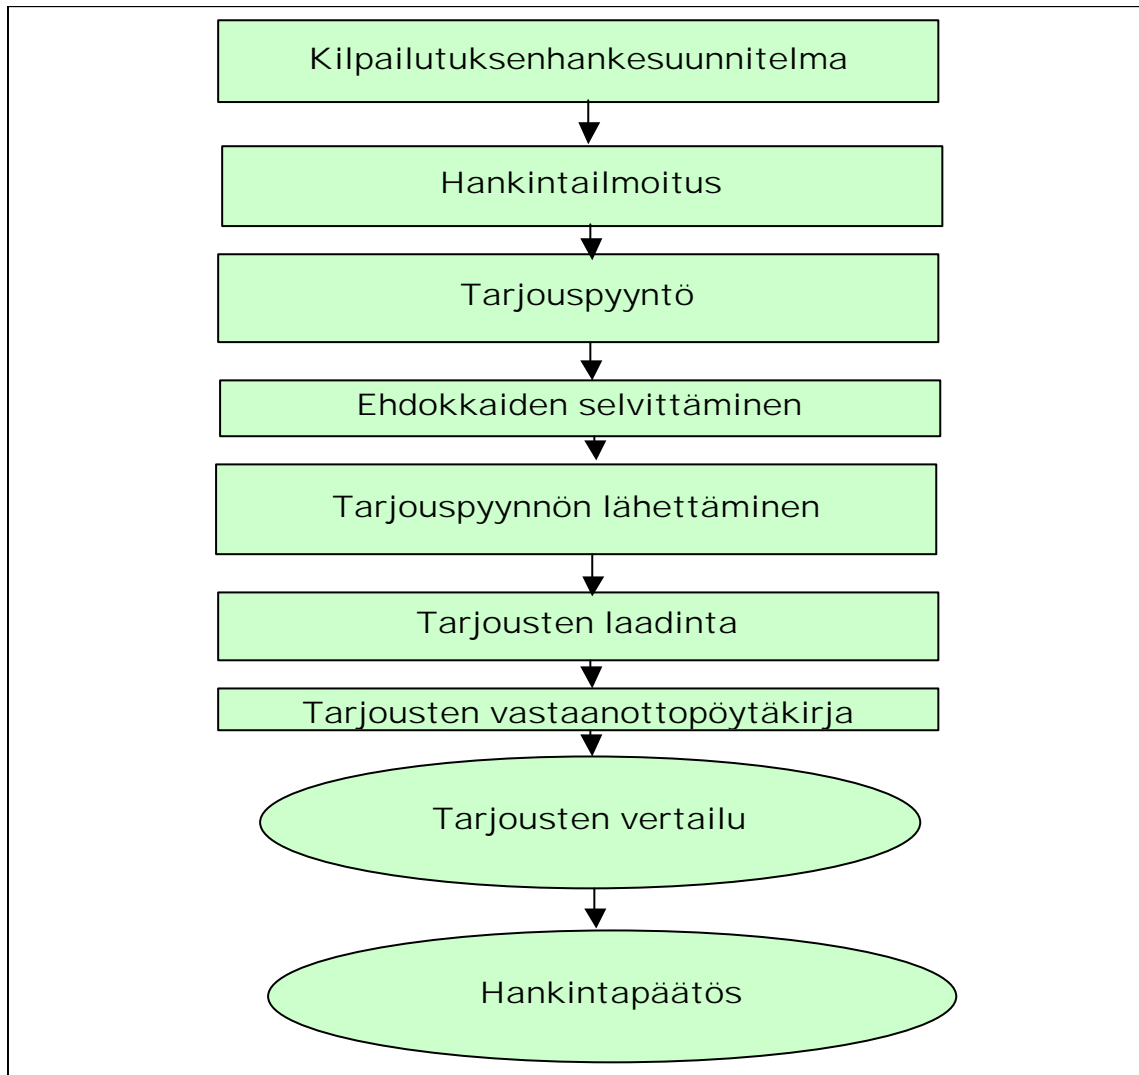 Kilpailutuksenhankesuunnitelma
Hankintailmoitus
Tarjouspyyntö
Ehdokkaiden selvittäminen
Tarjouspyynnön lähettäminen
Tarjousten laadinta
Tarjousten vastaanottopöytäkirja
Tarjousten vertailu
Hankintapäätös